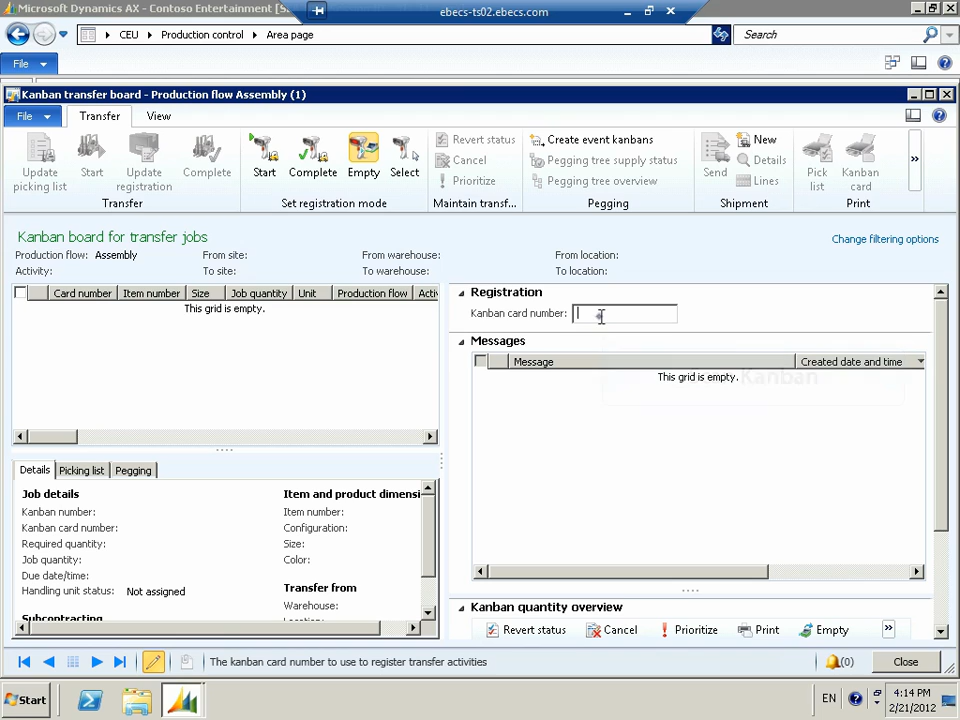 Microsoft Dynamics AX - Contoso Entertainment [S
ebecs-ts02.ebecs.com
CEU
Production control
Area page
Search
File
Kanban transfer board - Production flow Assembly (1)
File
Transfer
View
Update picking list
Start
Update registration
Complete
Transfer
Start
Complete
Empty
Select
Set registration mode
Revert status
Cancel
Prioritize
Maintain transf...
Create event kanbans
Pegging tree supply status
Pegging tree overview
Pegging
Send
New
Details
Lines
Shipment
Pick list
Kanban card
Print
»
Kanban board for transfer jobs
Change filtering options
Production flow: Assembly
From site:
From warehouse:
From location:
Activity:
To site:
To warehouse:
To location:
Card number
Item number
Size
Job quantity
Unit
Production flow
Activ
This grid is empty.
Registration
Kanban card number:
Messages
Message
Created date and time
This grid is empty.
Kanban
Details
Picking list
Pegging
Job details
Kanban number:
Kanban card number:
Required quantity:
Job quantity:
Due date/time:
Handling unit status: Not assigned
Subcontracting
Item and product dimensi
Item number:
Configuration:
Size:
Color:
Transfer from
Warehouse:
Location:
Kanban quantity overview
Revert status
Cancel
Prioritize
Print
Empty
»
The kanban card number to use to register transfer activities
(0)
Close
Start
EN
4:14 PM
2/21/2012